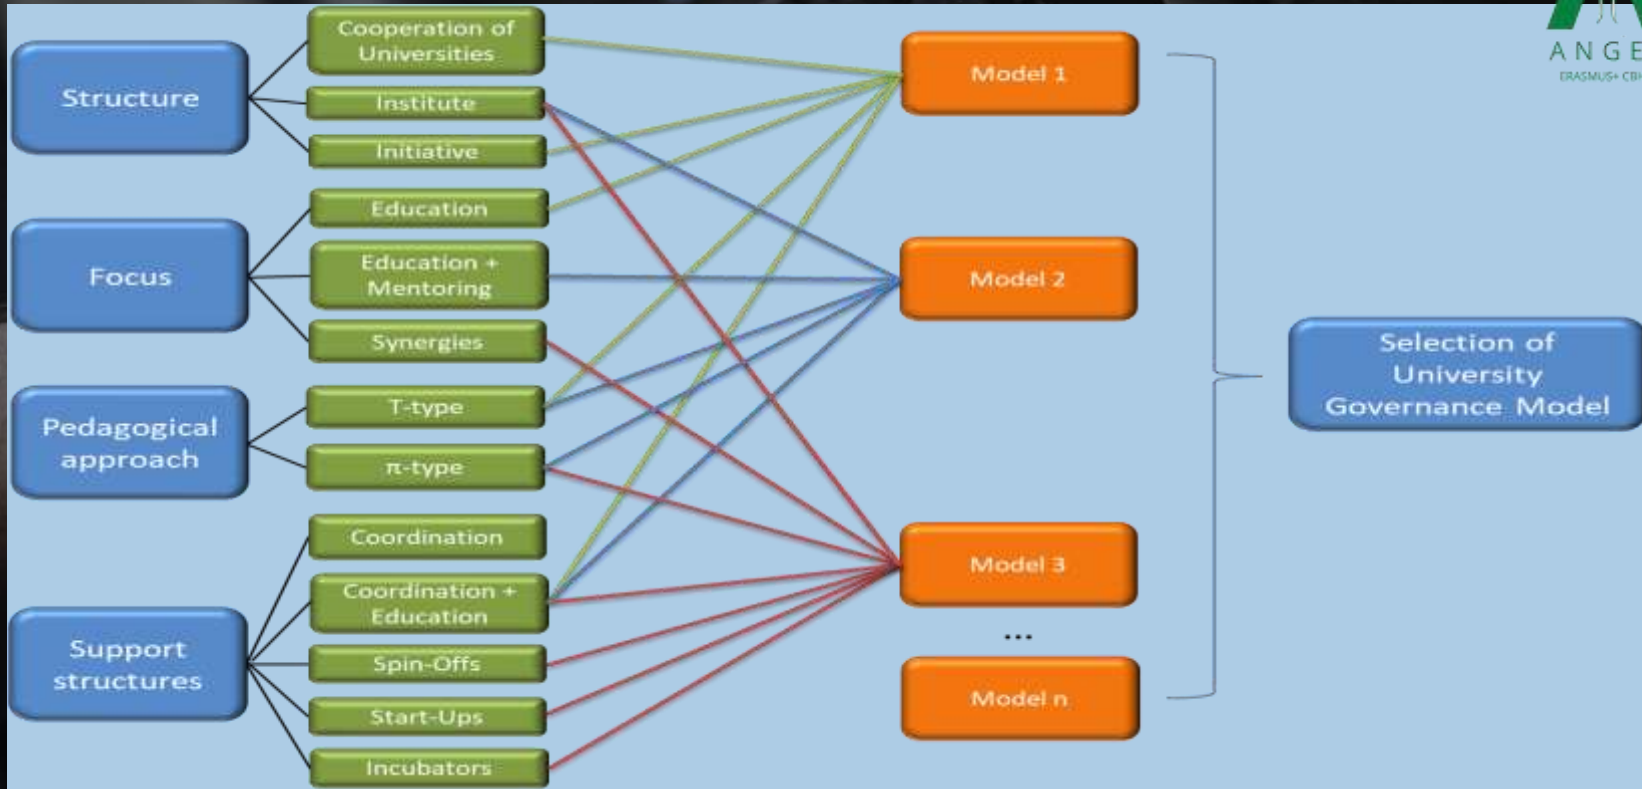 Structure
Cooperation of
Universities
Institute
Initiative
Focus
Education
Education +
Mentoring
Synergies
Pedagogical
approach
T-type
π-type
Support
structures
Coordination
Coordination +
Education
Spin-Offs
Start-Ups
Incubators
Model 1
Model 2
Model 3
...
Model n
Selection of
University
Governance Model
ERASMUS+